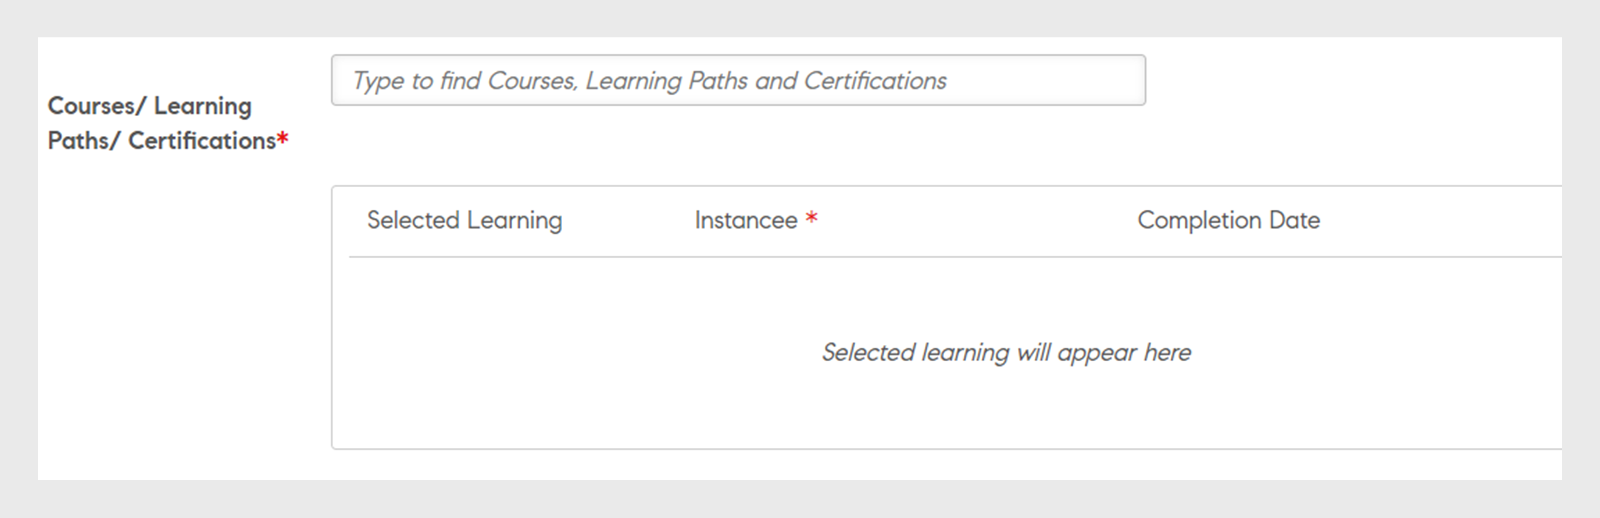 Type to find Courses, Learning Paths and Certifications
Courses/ Learning
Paths/ Certifications*
Selected Learning Instancee * Completion Date
Selected learning will appear here